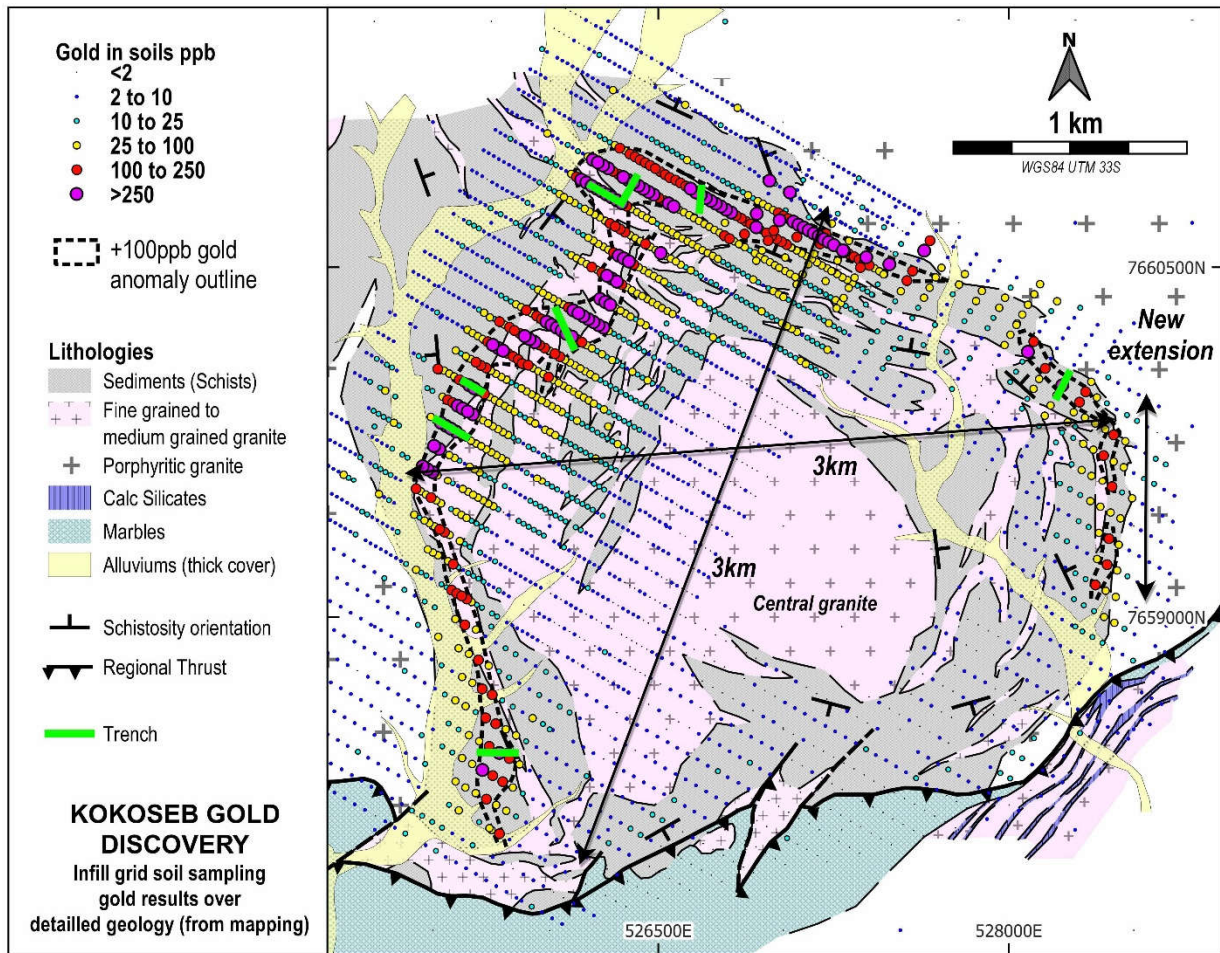 Gold in soils ppb
<2
2 to 10
10 to 25
25 to 100
100 to 250
>250
+100ppb gold
anomaly outline
Lithologies
Sediments (Schists)
Fine grained to
medium grained granite
Porphyritic granite
Calc Silicates
Marbles
Alluviums (thick cover)
Schistosity orientation
Regional Thrust
Trench
KOKOSEB GOLD
DISCOVERY
Infill grid soil sampling
gold results over
detailled geology (from mapping)
N
1 km
WGS84 UTM 33S
7660500N
New
extension
3km
3km
Central granite
7659000N
526500E
528000E